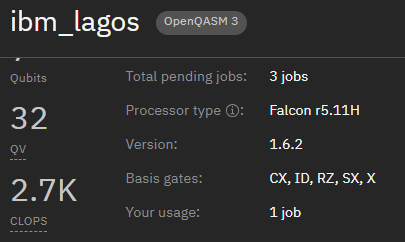 ibm_lagos OpenQASM 3
Qubits
32
QV
2.7K
CLOPS
Total pending jobs: 3 jobs
Processor type ⓘ: Falcon r5.11H
Version: 1.6.2
Basis gates: CX, ID, RZ, SX, X
Your usage: 1 job